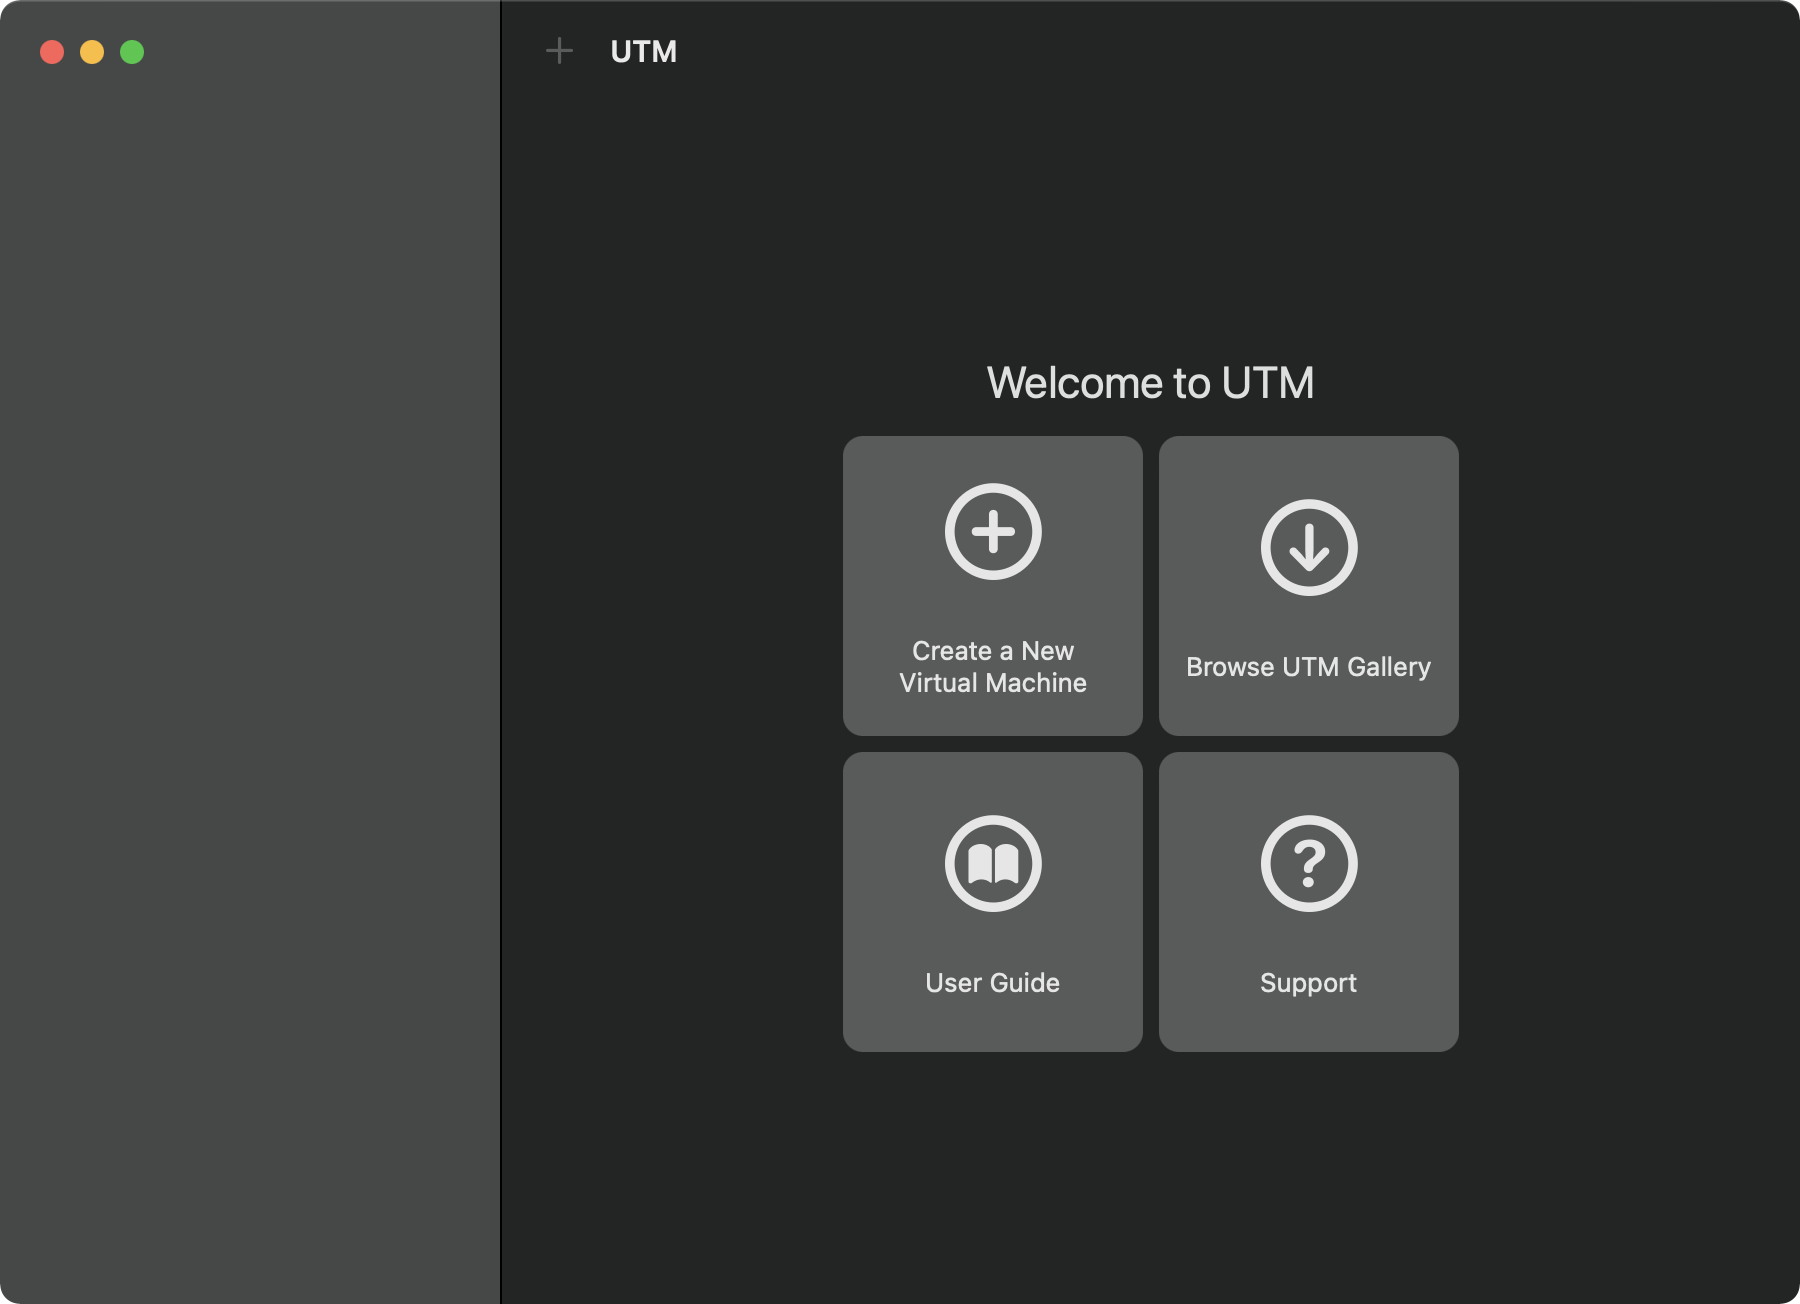 UTM
Welcome to UTM
Create a New
Virtual Machine
Browse UTM Gallery
User Guide
Support